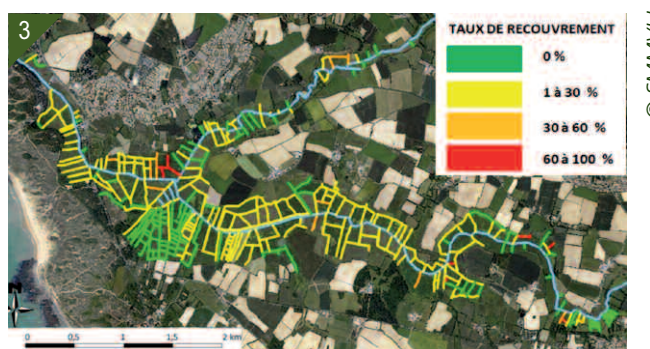 3
TAUX DE RECOUVREMENT
0 %
1 à 30 %
30 à 60 %
60 à 100 %
N
0 0,5 1 1,5 2 km